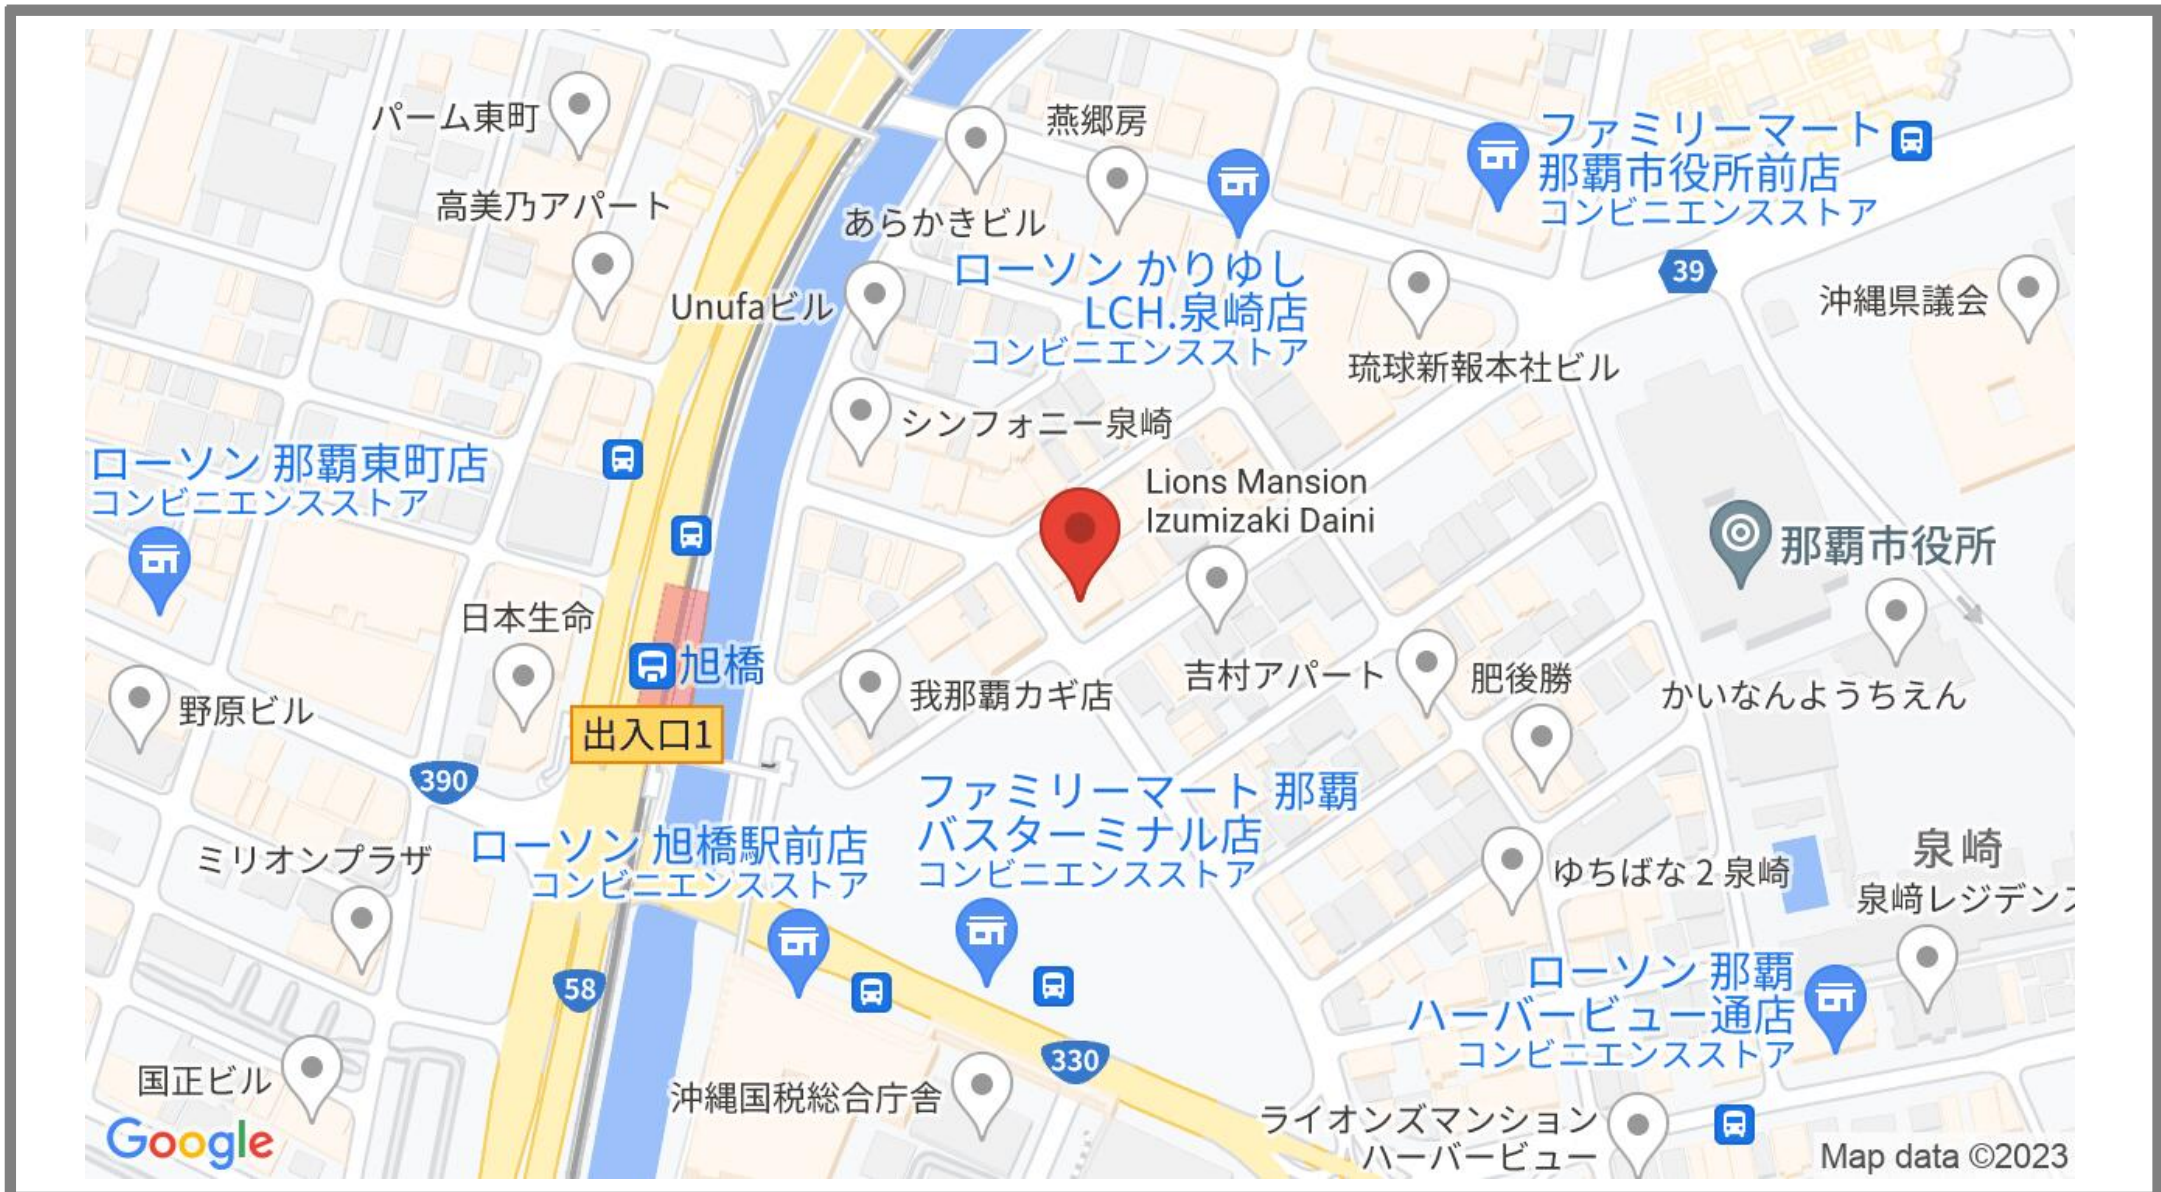 パーム東町
燕郷房
ファミリーマート
那覇市役所前店
コンビニエンスストア
高美乃アパート
あらかきビル
ローソン かりゆし
LCH.泉崎店
コンビニエンスストア
39
沖縄県議会
Unufaビル
琉球新報本社ビル
シンフォニー泉崎
ローソン 那覇東町店
コンビニエンスストア
Lions Mansion
Izumizaki Daini
那覇市役所
日本生命
旭橋
出入口1
野原ビル
我那覇カギ店
吉村アパート
肥後勝
かいなんようちえん
390
ファミリーマート 那覇
バスターミナル店
コンビニエンスストア
ローソン 旭橋駅前店
コンビニエンスストア
ミリオンプラザ
ゆちばな2泉崎
泉崎
泉﨑レジデンス
58
ローソン 那覇
ハーバービュー通店
コンビニエンスストア
330
国正ビル
沖縄国税総合庁舎
ライオンズマンション
ハーバービュー
Google
Map data ©2023